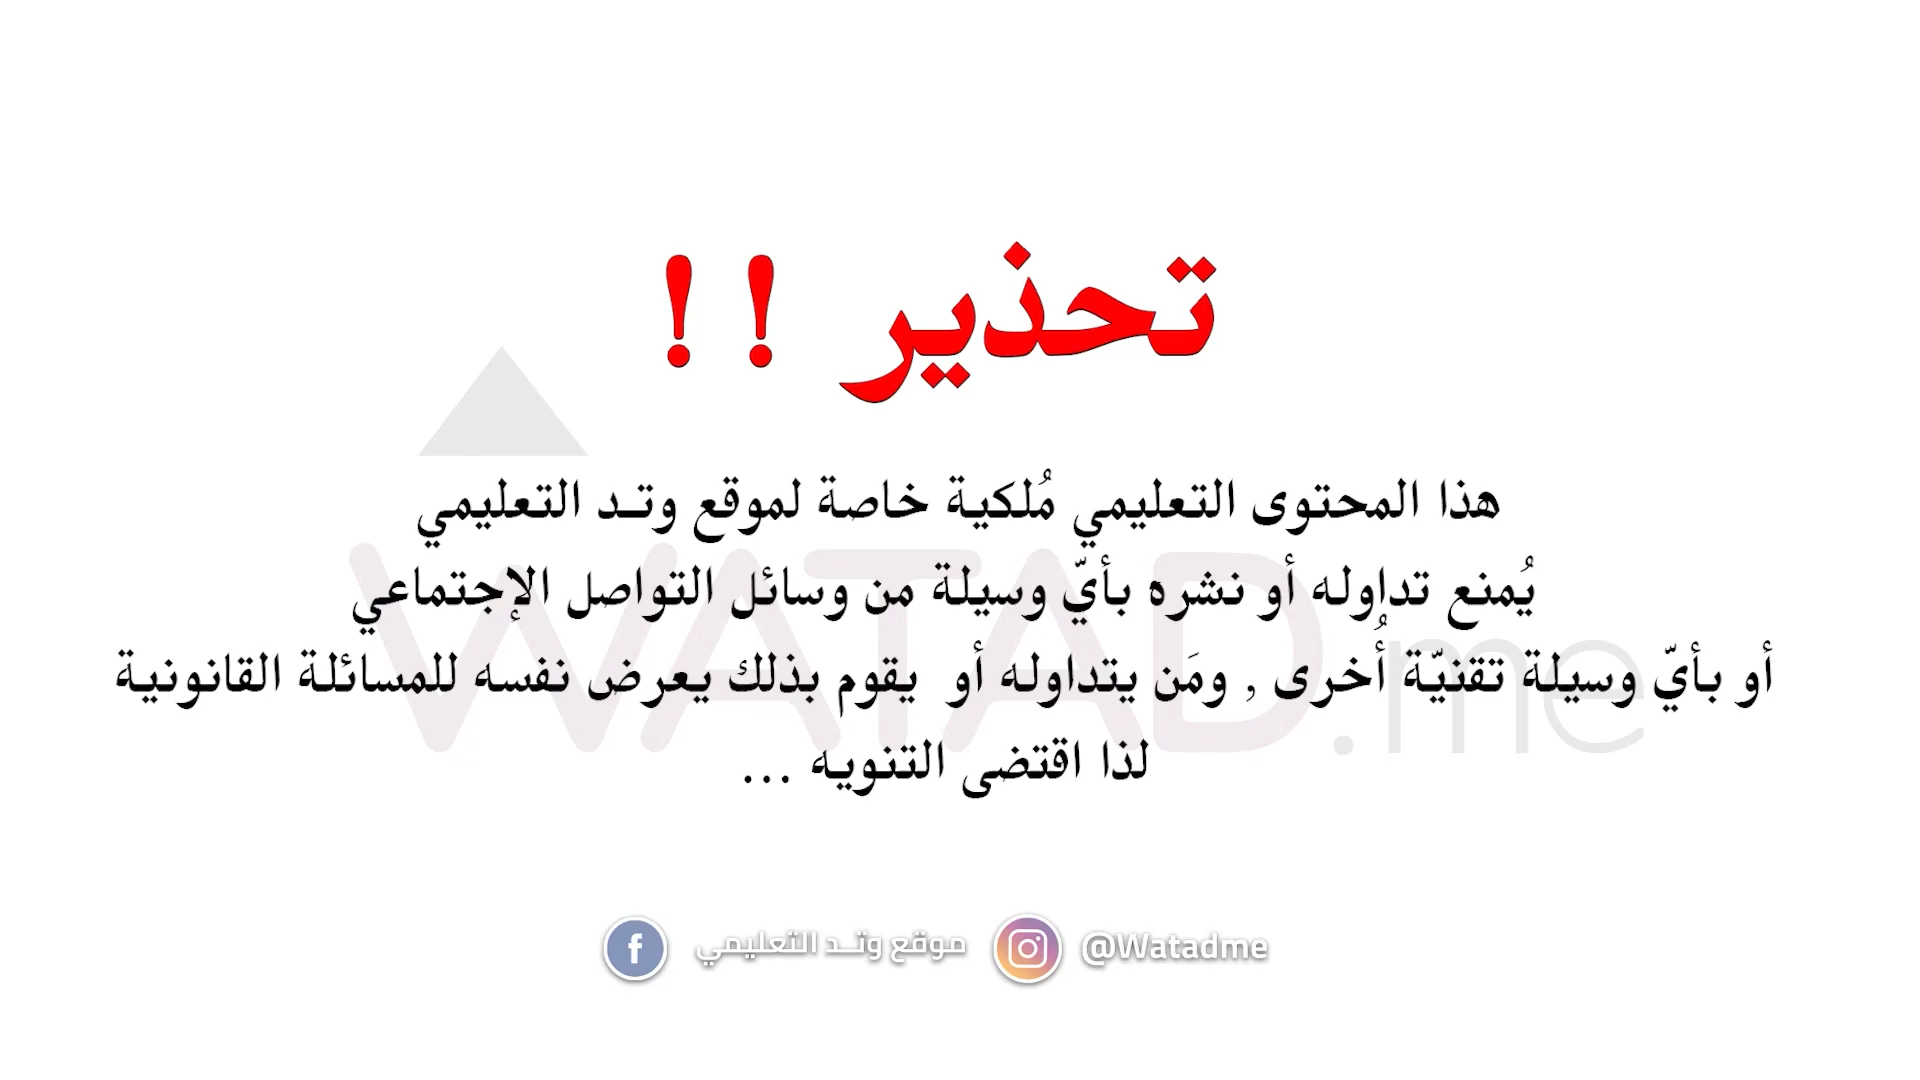 تحذير ! !
هذا المحتوى التعليمي مُلكية خاصة لموقع وتـد التعليمي
يُمنع تداوله أو نشره بأيّ وسيلة من وسائل التواصل الإجتماعي
أو بأيّ وسيلة تقنيّة أُخرى , ومَن يتداوله أو يقوم بذلك يعرض نفسه للمسائلة القانونية
لذا اقتضى التنويه ...
WATAD.me
موقع وتـد التعليمي @Watadme